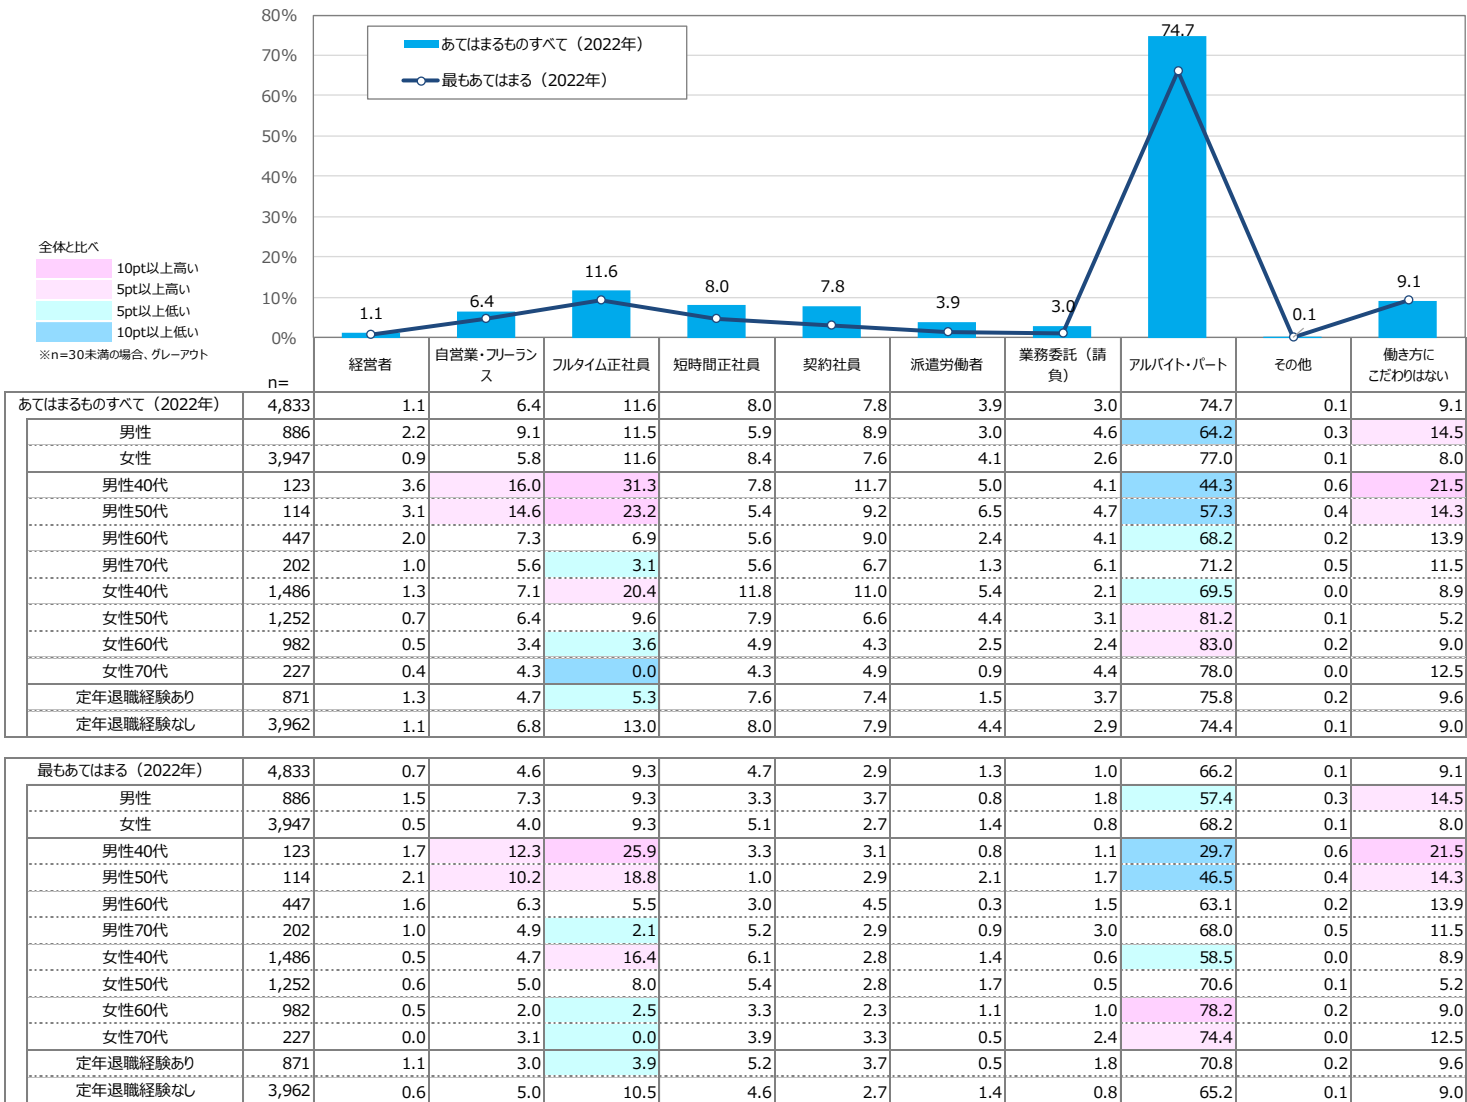 80%
70%
60%
50%
40%
30%
20%
10%
0%
あてはまるものすべて（2022年）
最もあてはまる（2022年）
1.1 6.4 11.6 8.0 7.8 3.9 3.0 74.7 0.1 9.1
全体と比べ
10pt以上高い
5pt以上高い
5pt以上低い
10pt以上低い
※n=30未満の場合、グレーアウト
n= 経営者 自営業・フリーランス フルタイム正社員 短時間正社員 契約社員 派遣労働者 業務委託（請負） アルバイト・パート その他 働き方にこだわりはない
あてはまるものすべて（2022年） 4,833 1.1 6.4 11.6 8.0 7.8 3.9 3.0 74.7 0.1 9.1
男性 886 2.2 9.1 11.5 5.9 8.9 3.0 4.6 64.2 0.3 14.5
女性 3,947 0.9 5.8 11.6 8.4 7.6 4.1 2.6 77.0 0.1 8.0
男性40代 123 3.6 16.0 31.3 7.8 11.7 5.0 4.1 44.3 0.6 21.5
男性50代 114 3.1 14.6 23.2 5.4 9.2 6.5 4.7 57.3 0.4 14.3
男性60代 447 2.0 7.3 6.9 5.6 9.0 2.4 4.1 68.2 0.2 13.9
男性70代 202 1.0 5.6 3.1 5.6 6.7 1.3 6.1 71.2 0.5 11.5
女性40代 1,486 1.3 7.1 20.4 11.8 11.0 5.4 2.1 69.5 0.0 8.9
女性50代 1,252 0.7 6.4 9.6 7.9 6.6 4.4 3.1 81.2 0.1 5.2
女性60代 982 0.5 3.4 3.6 4.9 4.3 2.5 2.4 83.0 0.2 9.0
女性70代 227 0.4 4.3 0.0 4.3 4.9 0.9 4.4 78.0 0.0 12.5
定年退職経験あり 871 1.3 4.7 5.3 7.6 7.4 1.5 3.7 75.8 0.2 9.6
定年退職経験なし 3,962 1.1 6.8 13.0 8.0 7.9 4.4 2.9 74.4 0.1 9.0
最もあてはまる（2022年） 4,833 0.7 4.6 9.3 4.7 2.9 1.3 1.0 66.2 0.1 9.1
男性 886 1.5 7.3 9.3 3.3 3.7 0.8 1.8 57.4 0.3 14.5
女性 3,947 0.5 4.0 9.3 5.1 2.7 1.4 0.8 68.2 0.1 8.0
男性40代 123 1.7 12.3 25.9 3.3 3.1 0.8 1.1 29.7 0.6 21.5
男性50代 114 2.1 10.2 18.8 1.0 2.9 2.1 1.7 46.5 0.4 14.3
男性60代 447 1.6 6.3 5.5 3.0 4.5 0.3 1.5 63.1 0.2 13.9
男性70代 202 1.0 4.9 2.1 5.2 2.9 0.9 3.0 68.0 0.5 11.5
女性40代 1,486 0.5 4.7 16.4 6.1 2.8 1.4 0.6 58.5 0.0 8.9
女性50代 1,252 0.6 5.0 8.0 5.4 2.8 1.7 0.5 70.6 0.1 5.2
女性60代 982 0.5 2.0 2.5 3.3 2.3 1.1 1.0 78.2 0.2 9.0
女性70代 227 0.0 3.1 0.0 3.9 3.3 0.5 2.4 74.4 0.0 12.5
定年退職経験あり 871 1.1 3.0 3.9 5.2 3.7 0.5 1.8 70.8 0.2 9.6
定年退職経験なし 3,962 0.6 5.0 10.5 4.6 2.7 1.4 0.8 65.2 0.1 9.0